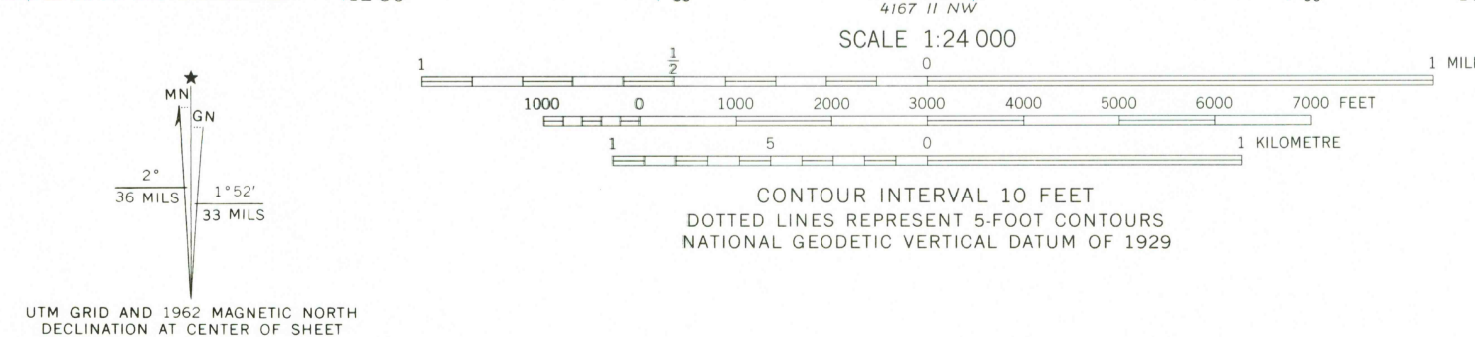 4167 II NW
SCALE 1:24 000
1 1/2 0 1 MILE
1000 0 1000 2000 3000 4000 5000 6000 7000 FEET
1 5 0 1 KILOMETRE
CONTOUR INTERVAL 10 FEET
DOTTED LINES REPRESENT 5-FOOT CONTOURS
NATIONAL GEODETIC VERTICAL DATUM OF 1929
★
MN
GN
2°
36 MILS
1°52'
33 MILS
UTM GRID AND 1962 MAGNETIC NORTH
DECLINATION AT CENTER OF SHEET